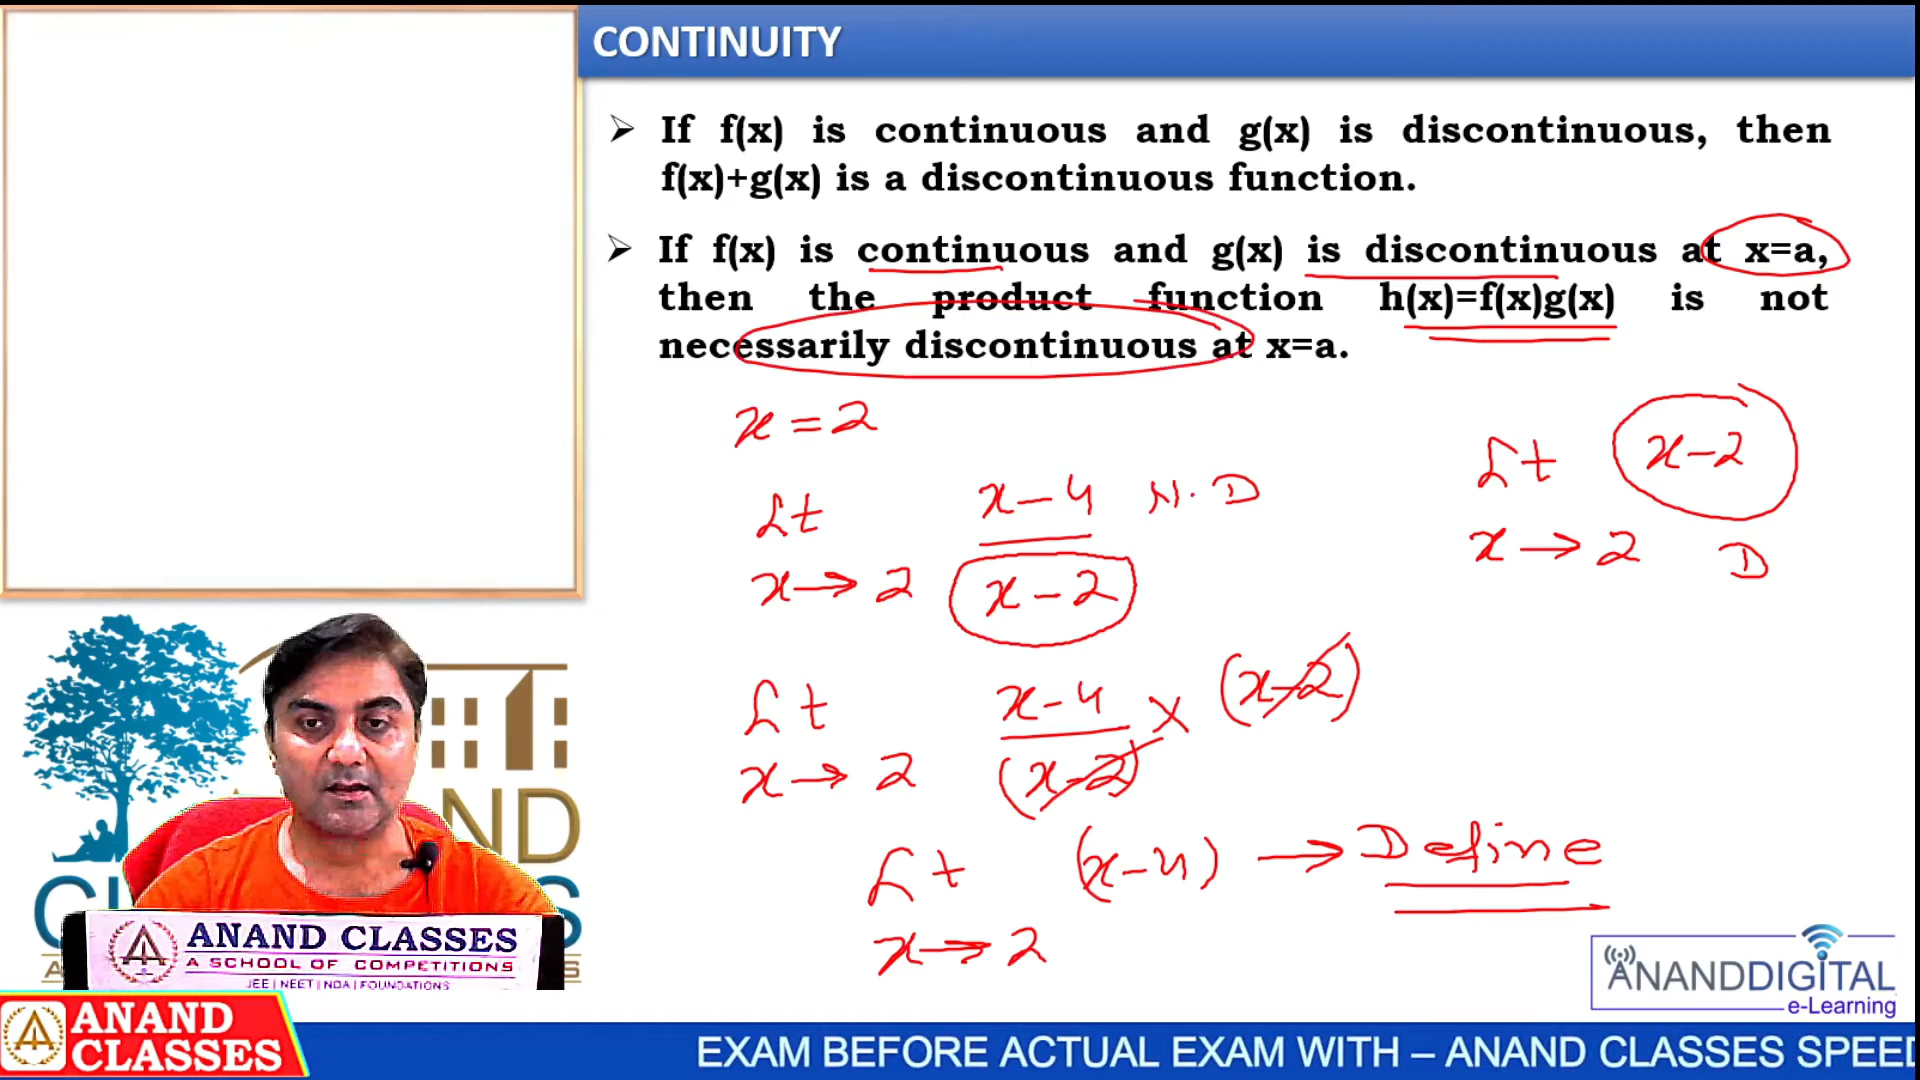 CONTINUITY
➢ If f(x) is continuous and g(x) is discontinuous, then
f(x)+g(x) is a discontinuous function.
➢ If f(x) is continuous and g(x) is discontinuous at x=a,
then the product function h(x)=f(x)g(x) is not
necessarily discontinuous at x=a.
x = 2
Lt x-4 N.D
x → 2 x-2
Lt x-2
x → 2 D
Lt x-4 × (x-2)
x → 2 (x-2)
Lt (x-4) → Define
x → 2
ANAND CLASSES
A SCHOOL OF COMPETITIONS
JEE | NEET | NDA | FOUNDATIONS
ANANDDIGITAL
e-Learning
ANAND
CLASSES
EXAM BEFORE ACTUAL EXAM WITH – ANAND CLASSES SPEED